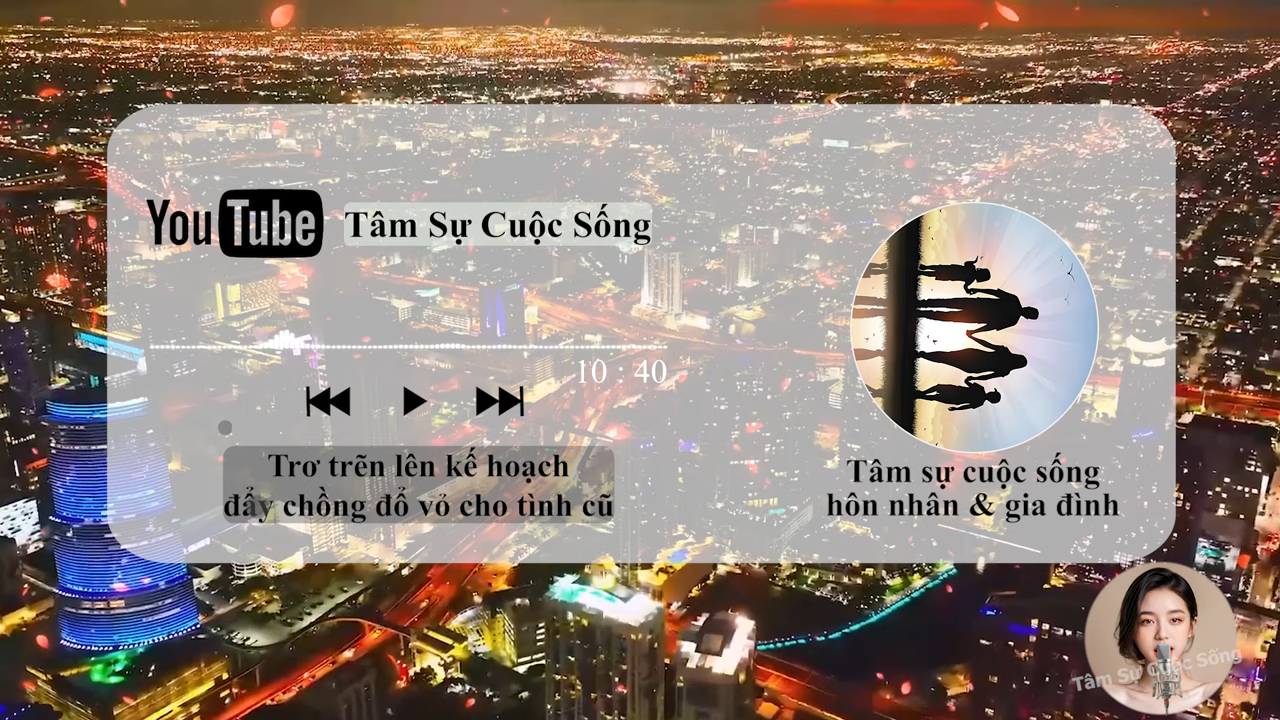 YouTube
Tâm Sự Cuộc Sống
10 : 40
Trơ trẽn lên kế hoạch
đẩy chồng đổ vỏ cho tình cũ
Tâm sự cuộc sống
hôn nhân & gia đình
Tâm Sự Cuộc Sống